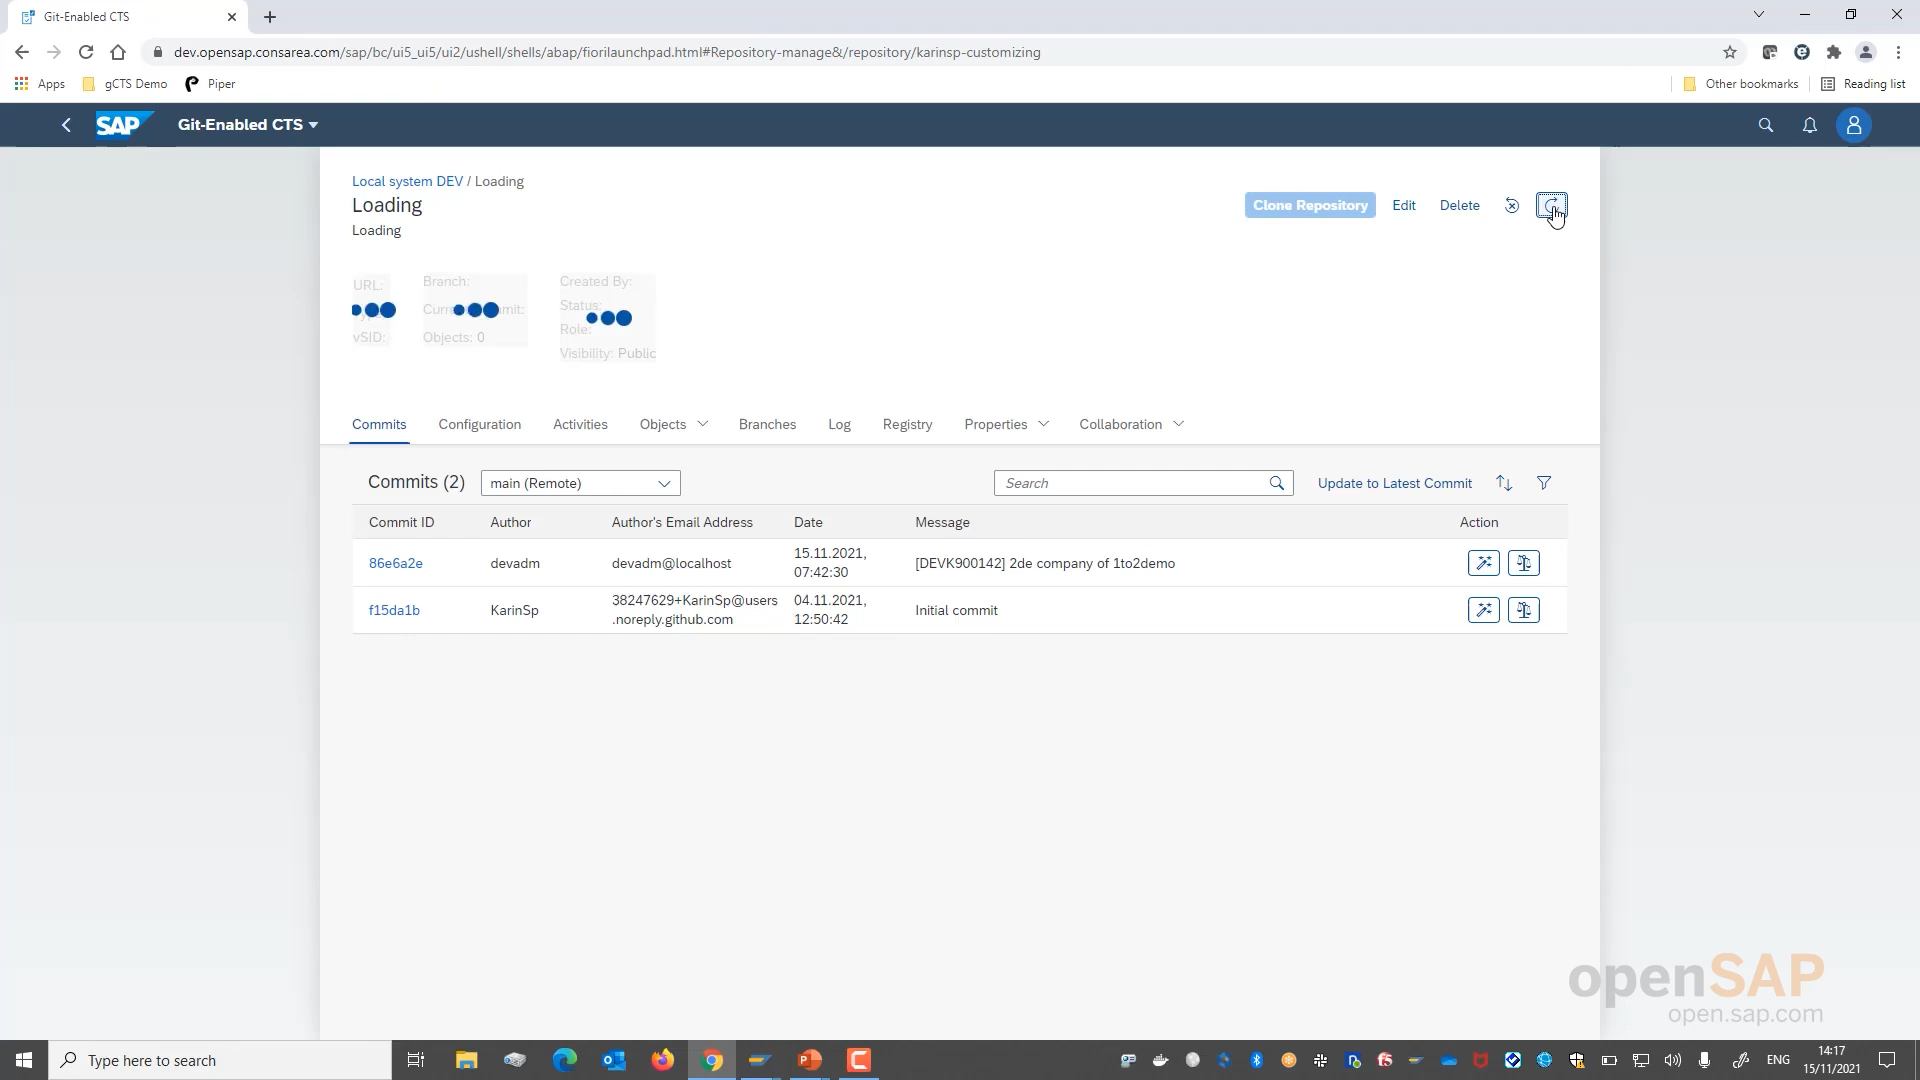 Git-Enabled CTS
dev.opensap.consarea.com/sap/bc/ui5_ui5/ui2/ushell/shells/abap/fiorilaunchpad.html#Repository-manage&/repository/karinsp-customizing
Apps gCTS Demo Piper Other bookmarks Reading list
SAP Git-Enabled CTS
Local system DEV / Loading
Loading
Clone Repository Edit Delete
Loading
URL: Branch: Created By:
Status:
Role:
vSID: Objects: 0
Visibility: Public
Commits Configuration Activities Objects Branches Log Registry Properties Collaboration
Commits (2) main (Remote) Search Update to Latest Commit
Commit ID Author Author's Email Address Date Message Action
86e6a2e devadm devadm@localhost 15.11.2021, 07:42:30 [DEVK900142] 2de company of 1to2demo
f15da1b KarinSp 38247629+KarinSp@users.noreply.github.com 04.11.2021, 12:50:42 Initial commit
openSAP
open.sap.com
Type here to search
ENG
14:17
15/11/2021